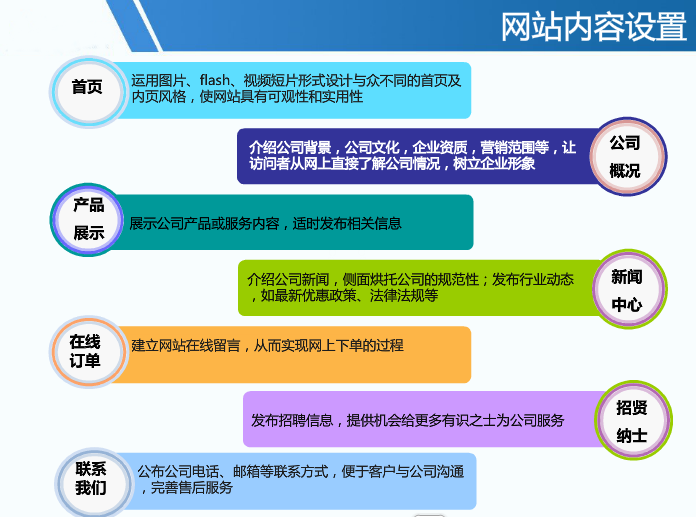 网站内容设置
首页
运用图片、flash、视频短片形式设计与众不同的首页及
内页风格，使网站具有可观性和实用性
介绍公司背景，公司文化，企业资质，营销范围等，让
访问者从网上直接了解公司情况，树立企业形象
公司
概况
产品
展示
展示公司产品或服务内容，适时发布相关信息
介绍公司新闻，侧面烘托公司的规范性；发布行业动态
，如最新优惠政策、法律法规等
新闻
中心
在线
订单
建立网站在线留言，从而实现网上下单的过程
发布招聘信息，提供机会给更多有识之士为公司服务
招贤
纳士
联系
我们
公布公司电话、邮箱等联系方式，便于客户与公司沟通
，完善售后服务